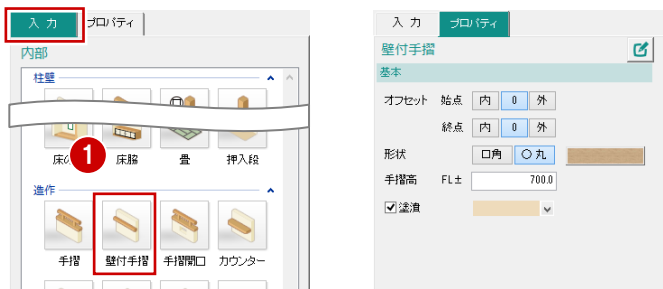 入 力 プロパティ
内部
柱壁
床の
床脇 畳 押入段
1
造作
手摺 壁付手摺 手摺開口 カウンター
入 力 プロパティ
壁付手摺
基本
オフセット 始点 内 0 外
終点 内 0 外
形状 □角 ○丸
手摺高 FL± 700.0
塗潰